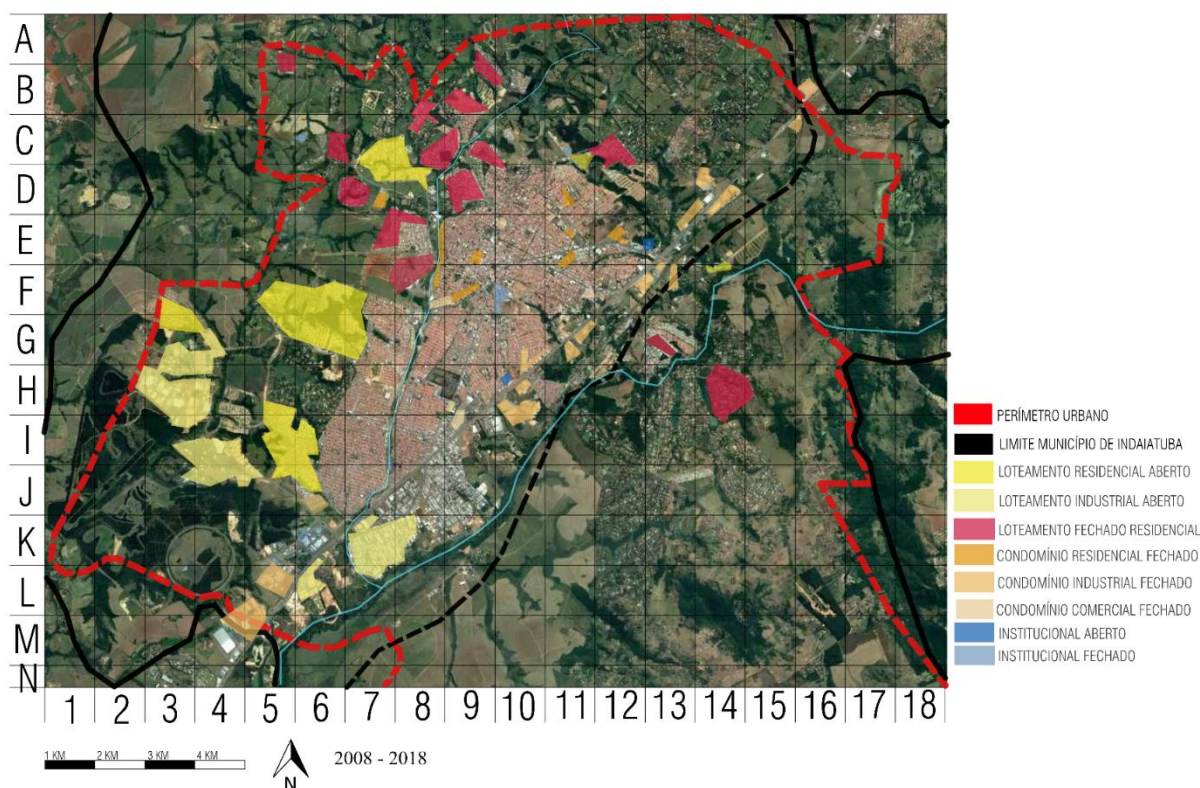 A
B
C
D
E
F
G
H
I
J
K
L
M
N
1 2 3 4 5 6 7 8 9 10 11 12 13 14 15 16 17 18
PERÍMETRO URBANO
LIMITE MUNICÍPIO DE INDAIATUBA
LOTEAMENTO RESIDENCIAL ABERTO
LOTEAMENTO INDUSTRIAL ABERTO
LOTEAMENTO FECHADO RESIDENCIAL
CONDOMÍNIO RESIDENCIAL FECHADO
CONDOMÍNIO INDUSTRIAL FECHADO
CONDOMÍNIO COMERCIAL FECHADO
INSTITUCIONAL ABERTO
INSTITUCIONAL FECHADO
1 KM 2 KM 3 KM 4 KM
N
2008 - 2018